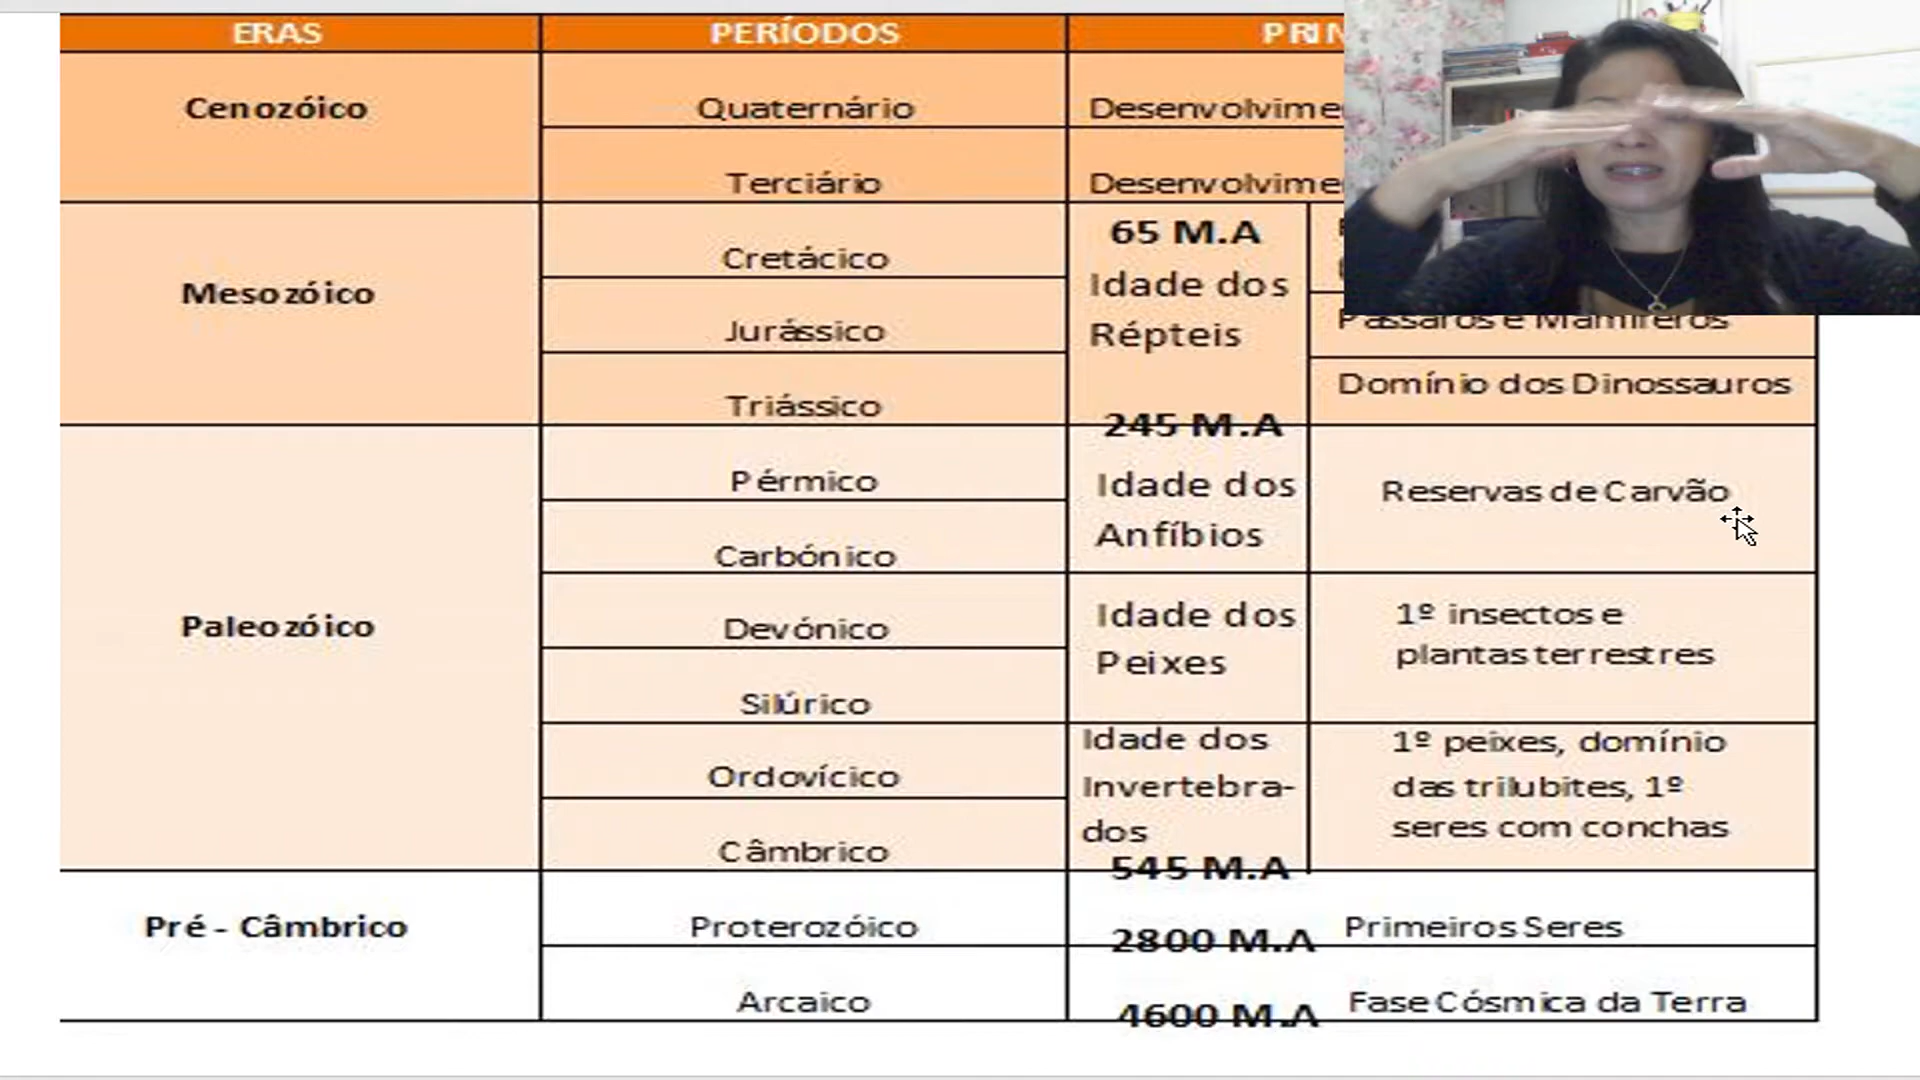 ERAS
PERÍODOS
Cenozóico
Quaternário
Terciário
Mesozóico
Cretácico
65 M.A
Idade dos
Répteis
Jurássico
Pássaros e Mamíferos
Triássico
Domínio dos Dinossauros
245 M.A
Paleozóico
Pérmico
Idade dos
Anfíbios
Reservas de Carvão
Carbónico
Devónico
Idade dos
Peixes
1º insectos e
plantas terrestres
Silúrico
Ordovícico
Idade dos
Invertebra-
dos
1º peixes, domínio
das trilubites, 1º
seres com conchas
Câmbrico
545 M.A
Pré - Câmbrico
Proterozóico
2800 M.A
Primeiros Seres
Arcaico
4600 M.A
Fase Cósmica da Terra